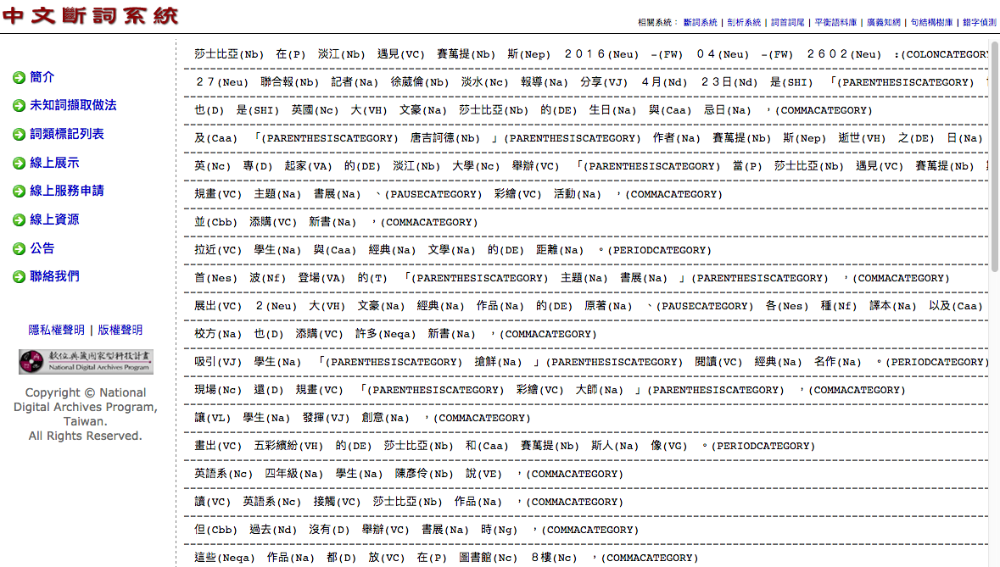 中文斷詞系統
相關系統： 斷詞系統 | 剖析系統 | 詞首詞尾 | 平衡語料庫 | 廣義知網 | 句結構樹庫 | 錯字偵測
簡介
未知詞擷取做法
詞類標記列表
線上展示
線上服務申請
線上資源
公告
聯絡我們
隱私權聲明 | 版權聲明
數位典藏國家型科技計畫
National Digital Archives Program
Copyright © National
Digital Archives Program,
Taiwan.
All Rights Reserved.
莎士比亞(Nb) 在(P) 淡江(Nb) 遇見(VC) 賽萬提(Nb) 斯(Nep) ２０１６(Neu) －(FW) ０４(Neu) －(FW) ２６０２(Neu) :(COLONCATEGORY
２７(Neu) 聯合報(Nb) 記者(Na) 徐葳倫(Nb) 淡水(Nc) 報導(Na) 分享(VJ) ４月(Nd) ２３日(Nd) 是(SHI) 「(PARENTHESISCATEGORY)
也(D) 是(SHI) 英國(Nc) 大(VH) 文豪(Na) 莎士比亞(Nb) 的(DE) 生日(Na) 與(Caa) 忌日(Na) ，(COMMACATEGORY)
及(Caa) 「(PARENTHESISCATEGORY) 唐吉訶德(Nb) 」(PARENTHESISCATEGORY) 作者(Na) 賽萬提(Nb) 斯(Nep) 逝世(VH) 之(DE) 日(Na)
英(Nc) 專(D) 起家(VA) 的(DE) 淡江(Nb) 大學(Nc) 舉辦(VC) 「(PARENTHESISCATEGORY) 當(P) 莎士比亞(Nb) 遇見(VC) 賽萬提(Nb)
規畫(VC) 主題(Na) 書展(Na) 、(PAUSECATEGORY) 彩繪(VC) 活動(Na) ，(COMMACATEGORY)
並(Cbb) 添購(VC) 新書(Na) ，(COMMACATEGORY)
拉近(VC) 學生(Na) 與(Caa) 經典(Na) 文學(Na) 的(DE) 距離(Na) 。(PERIODCATEGORY)
首(Nes) 波(Nf) 登場(VA) 的(T) 「(PARENTHESISCATEGORY) 主題(Na) 書展(Na) 」(PARENTHESISCATEGORY) ，(COMMACATEGORY)
展出(VC) ２(Neu) 大(VH) 文豪(Na) 經典(Na) 作品(Na) 的(DE) 原著(Na) 、(PAUSECATEGORY) 各(Nes) 種(Nf) 譯本(Na) 以及(Caa)
校方(Na) 也(D) 添購(VC) 許多(Neqa) 新書(Na) ，(COMMACATEGORY)
吸引(VJ) 學生(Na) 「(PARENTHESISCATEGORY) 搶鮮(Na) 」(PARENTHESISCATEGORY) 閱讀(VC) 經典(Na) 名作(Na) 。(PERIODCATEGORY)
現場(Nc) 還(D) 規畫(VC) 「(PARENTHESISCATEGORY) 彩繪(VC) 大師(Na) 」(PARENTHESISCATEGORY) ，(COMMACATEGORY)
讓(VL) 學生(Na) 發揮(VJ) 創意(Na) ，(COMMACATEGORY)
畫出(VC) 五彩繽紛(VH) 的(DE) 莎士比亞(Nb) 和(Caa) 賽萬提(Nb) 斯人(Na) 像(VG) 。(PERIODCATEGORY)
英語系(Nc) 四年級(Na) 學生(Na) 陳彥伶(Nb) 說(VE) ，(COMMACATEGORY)
讀(VC) 英語系(Nc) 接觸(VC) 莎士比亞(Nb) 作品(Na) ，(COMMACATEGORY)
但(Cbb) 過去(Nd) 沒有(D) 舉辦(VC) 書展(Na) 時(Ng) ，(COMMACATEGORY)
這些(Neqa) 作品(Na) 都(D) 放(VC) 在(P) 圖書館(Nc) ８樓(Nc) ，(COMMACATEGORY)